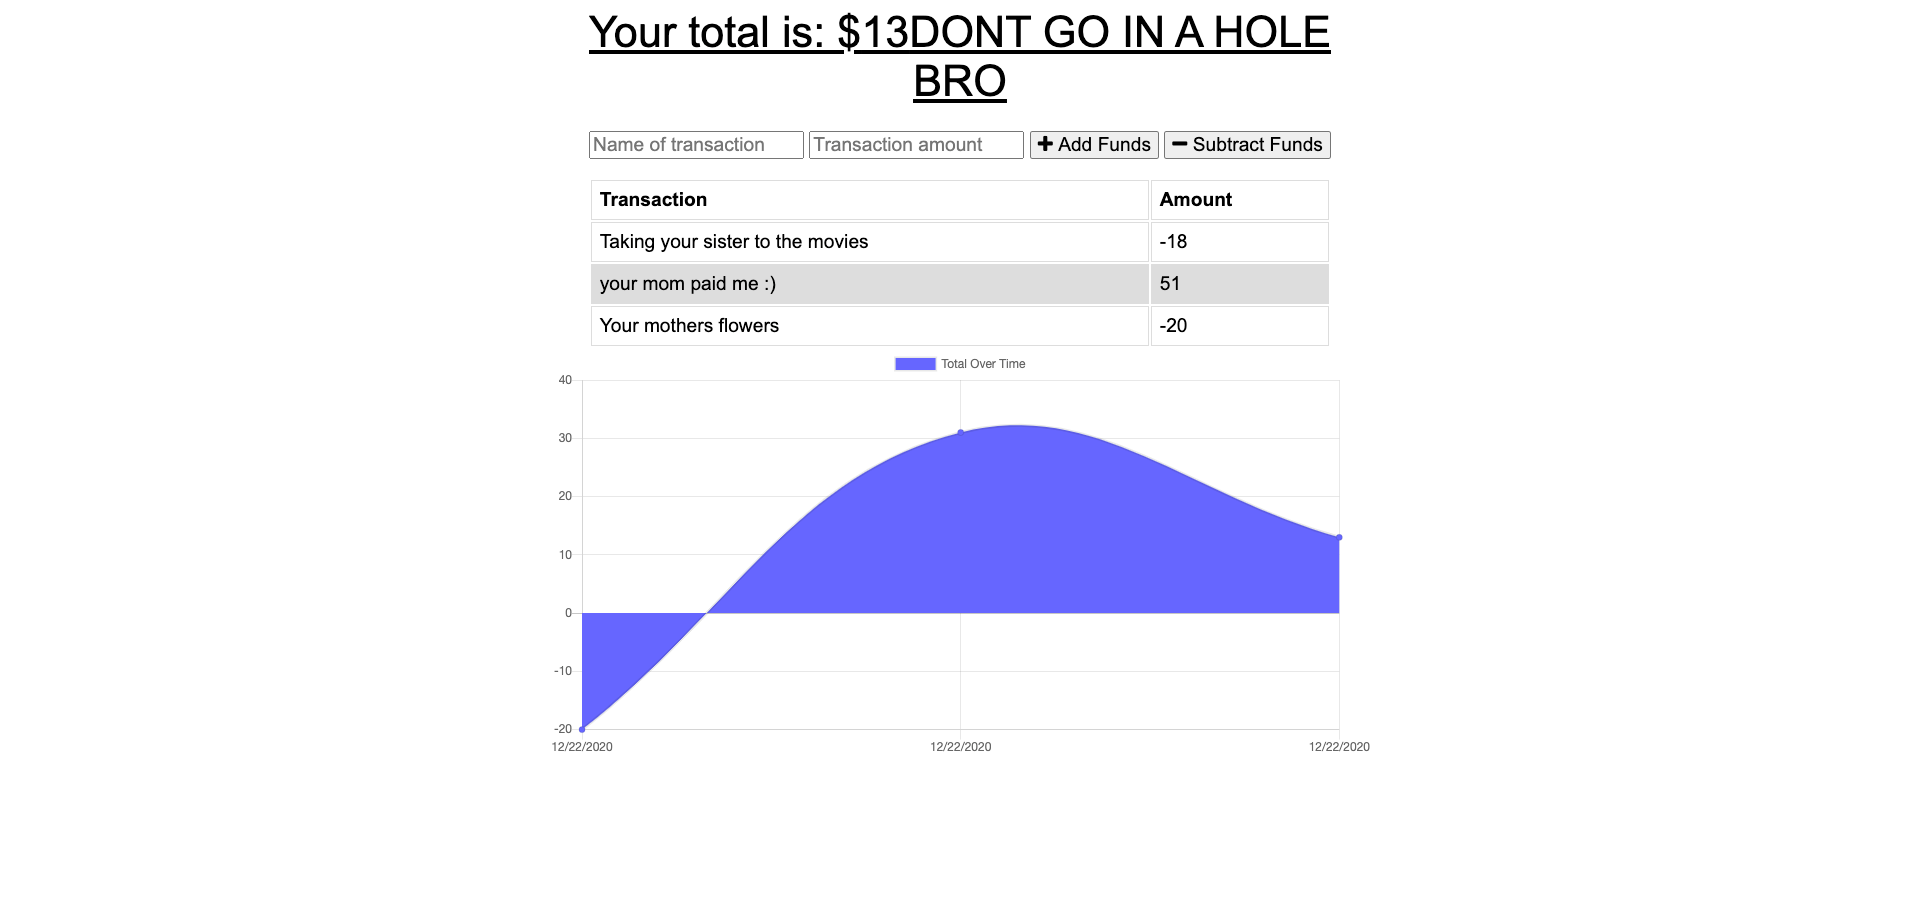 Your total is: $13DONT GO IN A HOLE
BRO
Name of transaction Transaction amount Add Funds Subtract Funds
Transaction Amount
Taking your sister to the movies -18
your mom paid me :) 51
Your mothers flowers -20
Total Over Time
40
30
20
10
0
-10
-20
12/22/2020 12/22/2020 12/22/2020